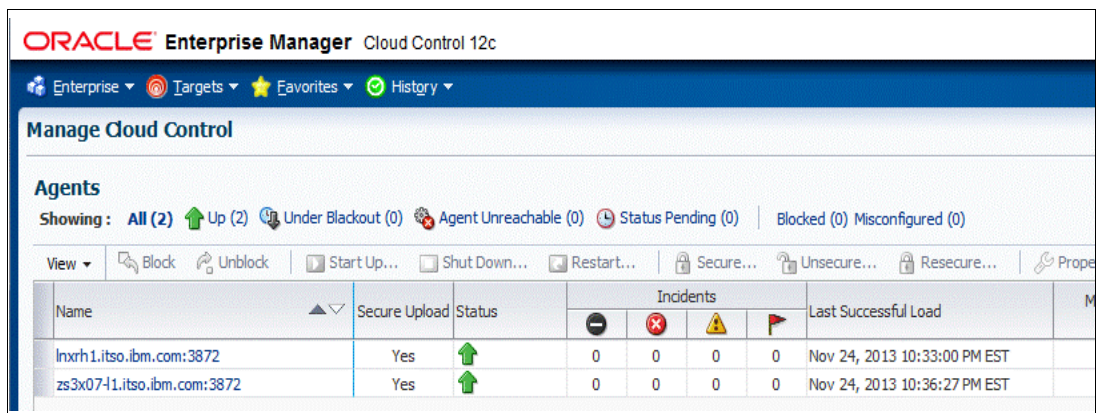 ORACLE Enterprise Manager Cloud Control 12c
Enterprise Targets Favorites History
Manage Cloud Control
Agents
Showing : All (2) Up (2) Under Blackout (0) Agent Unreachable (0) Status Pending (0) Blocked (0) Misconfigured (0)
View Block Unblock Start Up... Shut Down... Restart... Secure... Unsecure... Resecure... Prope
Incidents
Name Secure Upload Status Last Successful Load M
lnxrh1.itso.ibm.com:3872 Yes 0 0 0 0 Nov 24, 2013 10:33:00 PM EST
zs3x07-l1.itso.ibm.com:3872 Yes 0 0 0 0 Nov 24, 2013 10:36:27 PM EST